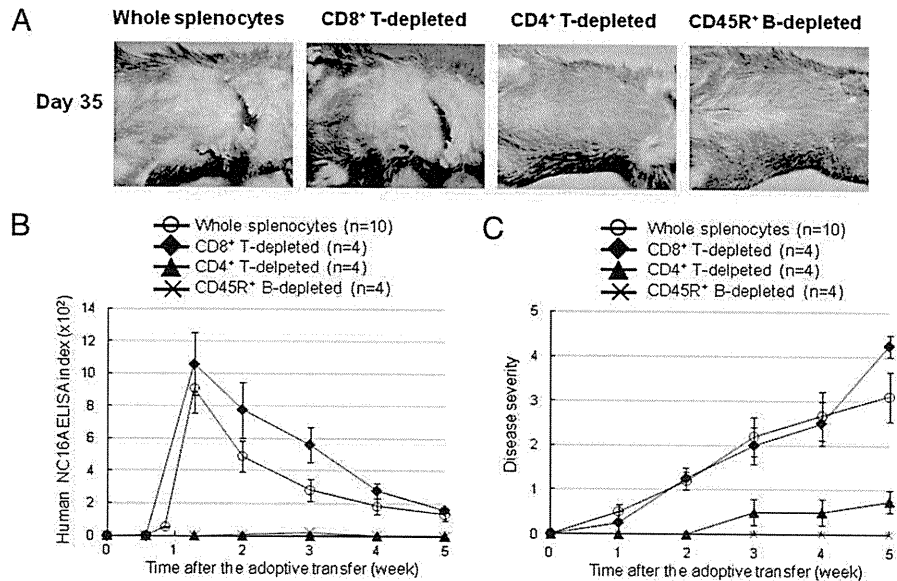 A
Whole splenocytes
CD8⁺ T-depleted
CD4⁺ T-depleted
CD45R⁺ B-depleted
Day 35
B
Whole splenocytes (n=10)
CD8⁺ T-depleted (n=4)
CD4⁺ T-delpeted (n=4)
CD45R⁺ B-depleted (n=4)
Human NC16A ELISA index (x10²)
14
12
10
8
6
4
2
0
0 1 2 3 4 5
Time after the adoptive transfer (week)
C
Whole splenocytes (n=10)
CD8⁺ T-depleted (n=4)
CD4⁺ T-delpeted (n=4)
CD45R⁺ B-depleted (n=4)
Disease severity
5
4
3
2
1
0
0 1 2 3 4 5
Time after the adoptive transfer (week)